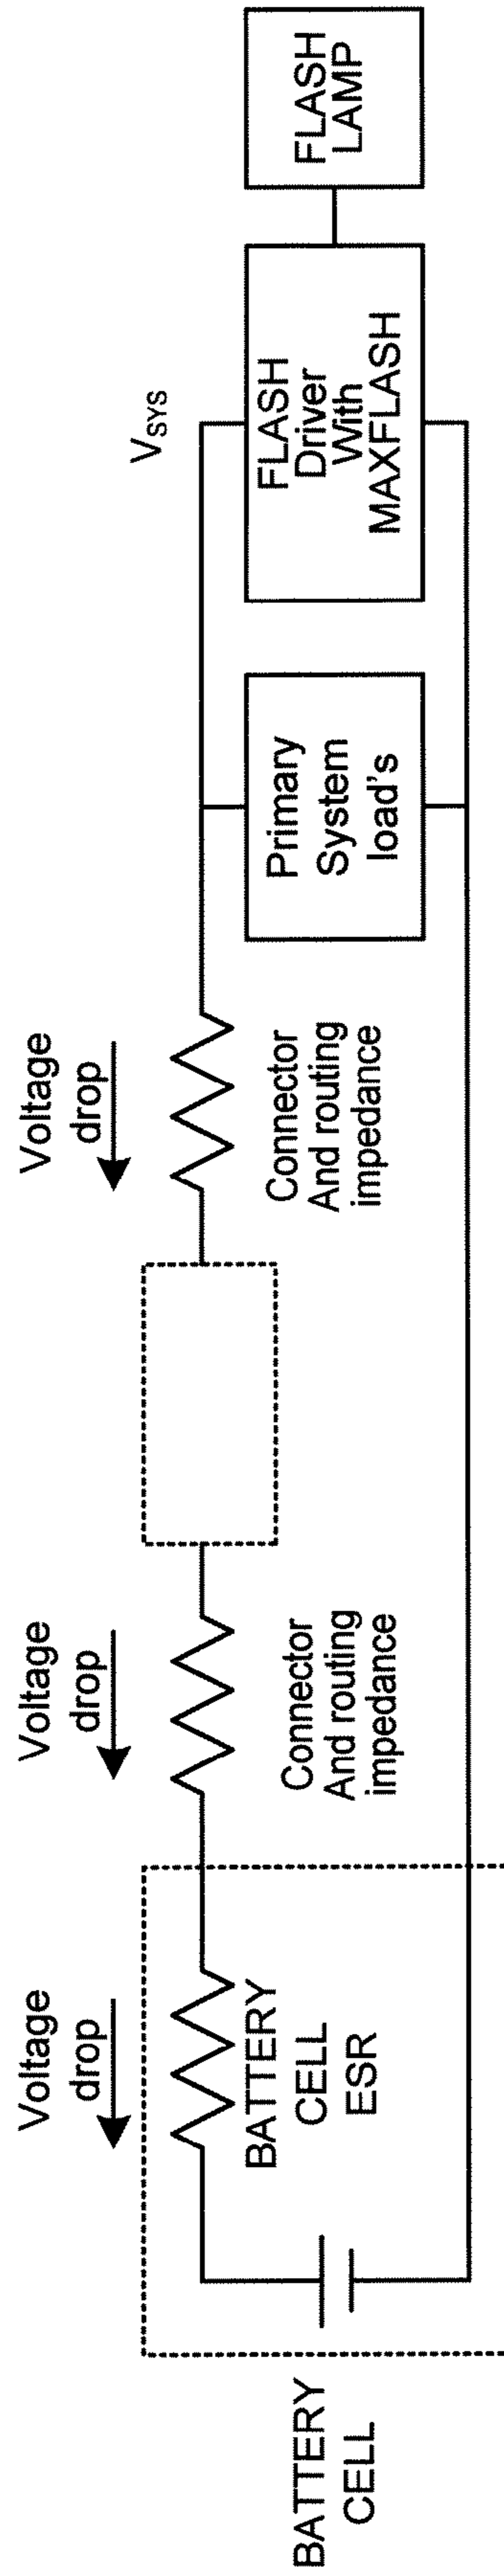 Voltage
drop
Voltage
drop
Voltage
drop
V_SYS
BATTERY
CELL
BATTERY
CELL
ESR
Connector
And routing
impedance
Connector
And routing
impedance
Primary
System
load's
FLASH
Driver
With
MAXFLASH
FLASH
LAMP